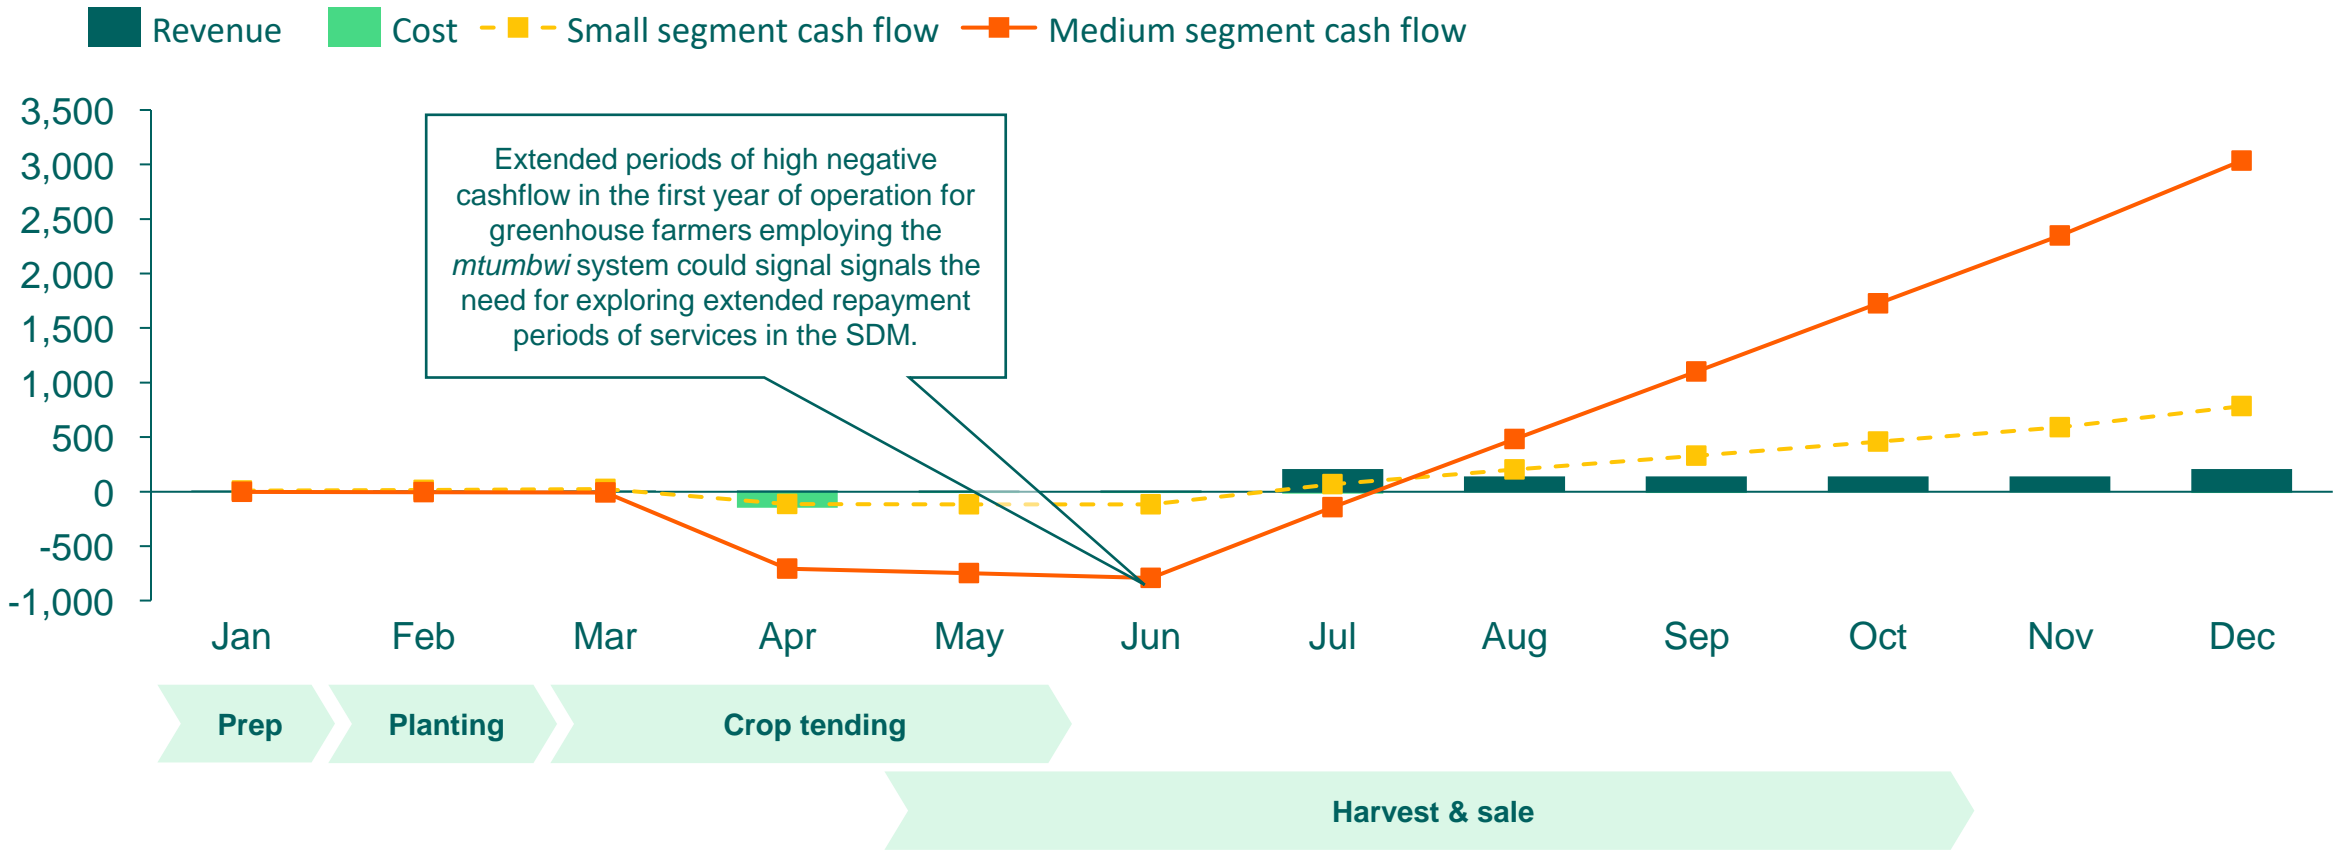 Revenue Cost Small segment cash flow Medium segment cash flow
3,500
3,000
2,500
2,000
1,500
1,000
500
0
-500
-1,000
Extended periods of high negative
cashflow in the first year of operation for
greenhouse farmers employing the
mtumbwi system could signal signals the
need for exploring extended repayment
periods of services in the SDM.
Jan Feb Mar Apr May Jun Jul Aug Sep Oct Nov Dec
Prep Planting Crop tending
Harvest & sale